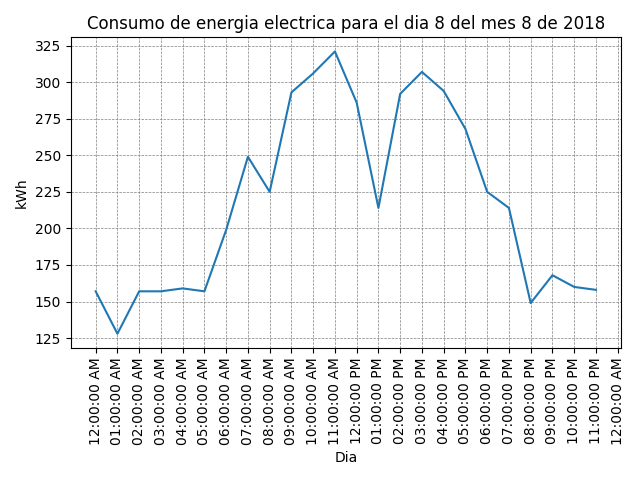 Consumo de energia electrica para el dia 8 del mes 8 de 2018
325
300
275
250
225
200
175
150
125
kWh
12:00:00 AM
01:00:00 AM
02:00:00 AM
03:00:00 AM
04:00:00 AM
05:00:00 AM
06:00:00 AM
07:00:00 AM
08:00:00 AM
09:00:00 AM
10:00:00 AM
11:00:00 AM
12:00:00 PM
01:00:00 PM
02:00:00 PM
03:00:00 PM
04:00:00 PM
05:00:00 PM
06:00:00 PM
07:00:00 PM
08:00:00 PM
09:00:00 PM
10:00:00 PM
11:00:00 PM
12:00:00 AM
Dia